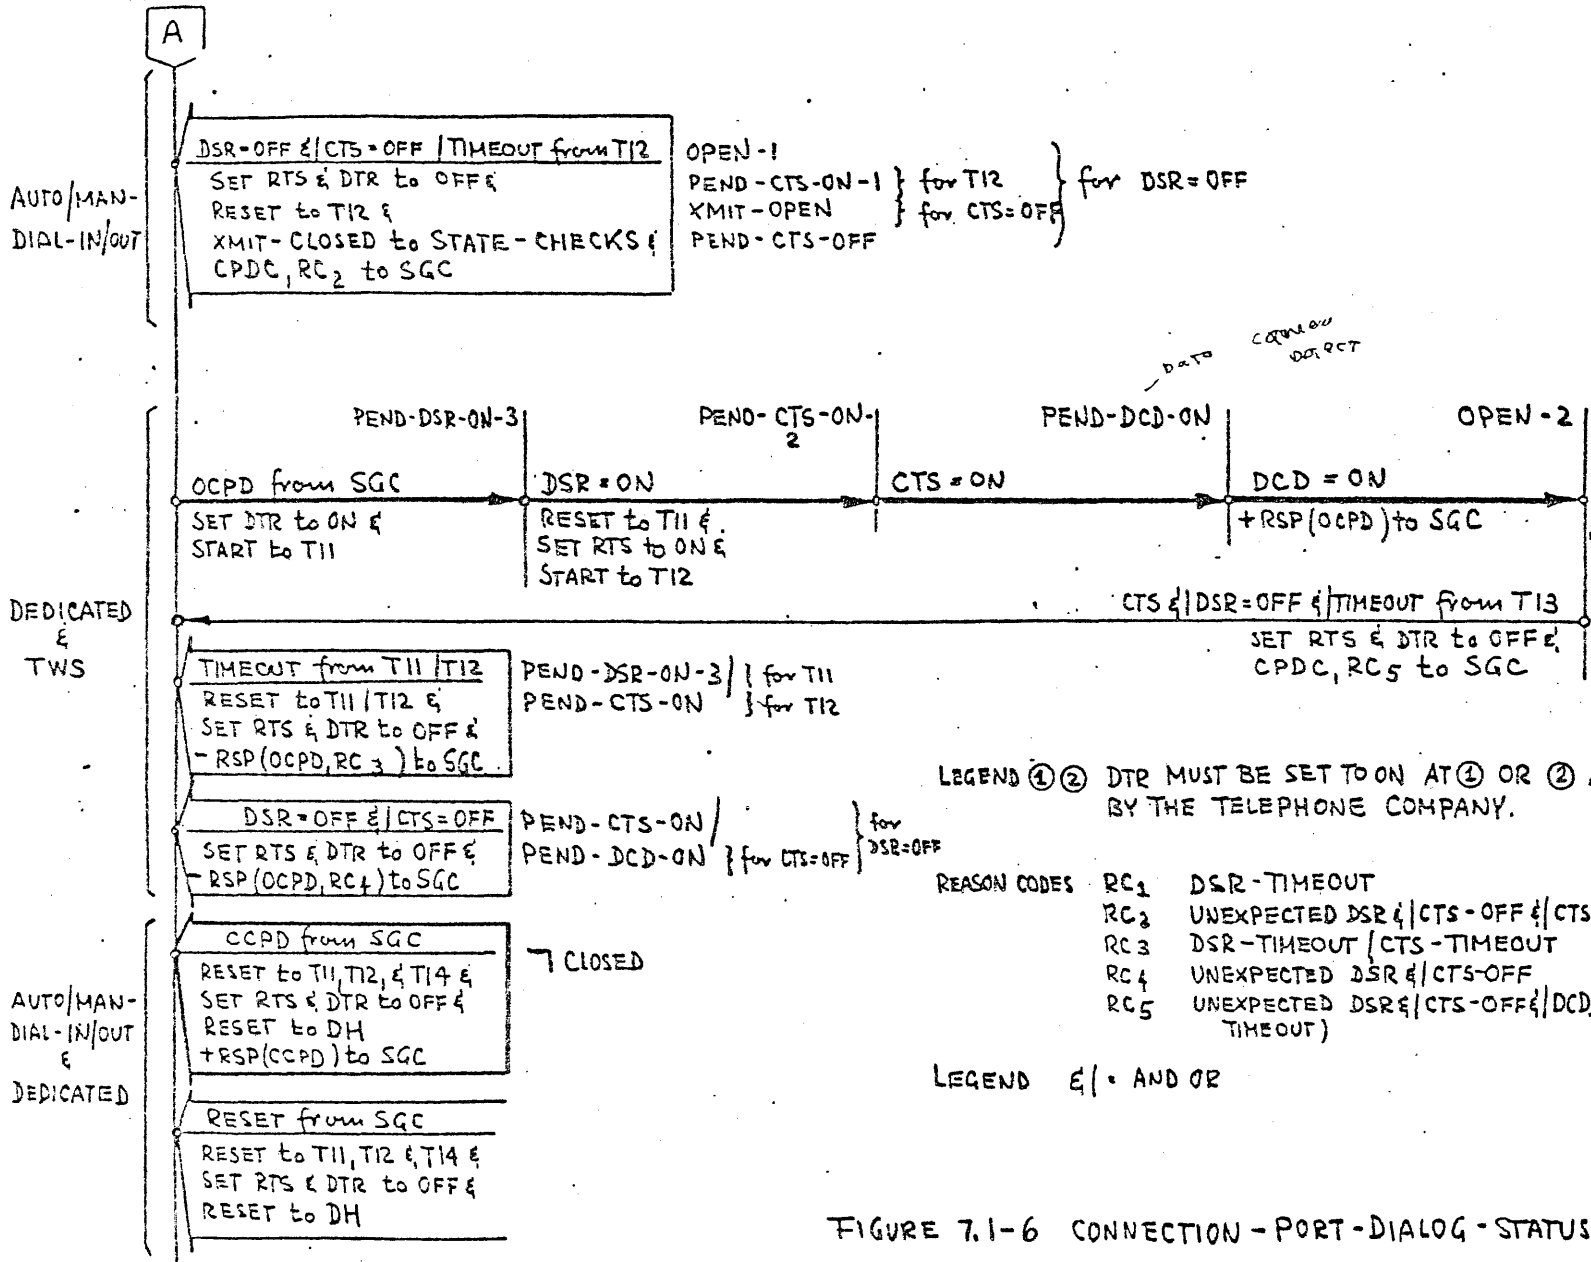 A
AUTO/MAN-
DIAL-IN/OUT
DSR=OFF &|CTS=OFF |TIMEOUT from T12
SET RTS & DTR to OFF &
RESET to T12 &
XMIT-CLOSED to STATE-CHECKS &
CPDC, RC2 to SGC
OPEN-1
PEND-CTS-ON-1 } for T12
XMIT-OPEN } for CTS=OFF
PEND-CTS-OFF
} for DSR=OFF
DATA
DETECT
DEDICATED
&
TWS
PEND-DSR-ON-3
PEND-CTS-ON-
2
PEND-DCD-ON
OPEN-2
OCPD from SGC
DSR=ON
CTS=ON
DCD=ON
SET DTR to ON &
START to T11
RESET to T11 &
SET RTS to ON &
START to T12
+RSP(OCPD) to SGC
CTS &|DSR=OFF &|TIMEOUT from T13
SET RTS & DTR to OFF &
CPDC, RC5 to SGC
TIMEOUT from T11 |T12
RESET to T11 |T12 &
SET RTS & DTR to OFF &
-RSP(OCPD, RC3) to SGC
PEND-DSR-ON-3/ } for T11
PEND-CTS-ON } for T12
DSR=OFF &|CTS=OFF
SET RTS & DTR to OFF &
-RSP(OCPD, RC4) to SGC
PEND-CTS-ON/
PEND-DCD-ON } for CTS=OFF
} for
DSR=OFF
LEGEND ① ② DTR MUST BE SET TO ON AT ① OR ②
BY THE TELEPHONE COMPANY.
REASON CODES RC1 DSR-TIMEOUT
RC2 UNEXPECTED DSR &|CTS-OFF &|CTS
RC3 DSR-TIMEOUT |CTS-TIMEOUT
RC4 UNEXPECTED DSR &|CTS-OFF
RC5 UNEXPECTED DSR &|CTS-OFF &|DCD
TIMEOUT)
LEGEND &| = AND OR
AUTO/MAN-
DIAL-IN/OUT
&
DEDICATED
CCPD from SGC
RESET to T11, T12, & T14 &
SET RTS & DTR to OFF &
RESET to DH
+RSP(CCPD) to SGC
¬ CLOSED
RESET from SGC
RESET to T11, T12 & T14 &
SET RTS & DTR to OFF &
RESET to DH
FIGURE 7.1-6 CONNECTION-PORT-DIALOG-STATUS